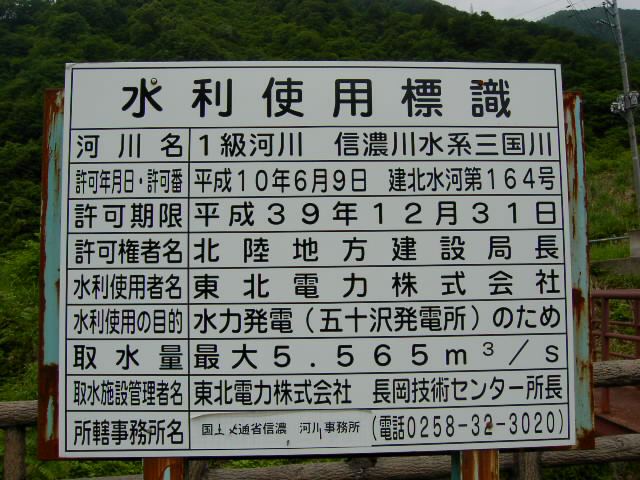 水利使用標識
河川名 1級河川 信濃川水系三国川
許可年月日・許可番 平成10年6月9日 建北水河第164号
許可期限 平成39年12月31日
許可権者名 北陸地方建設局長
水利使用者名 東北電力株式会社
水利使用の目的 水力発電(五十沢発電所)のため
取水量 最大5.565m³/s
取水施設管理者名 東北電力株式会社 長岡技術センター所長
所轄事務所名 国土交通省信濃 河川事務所 (電話0258-32-3020)